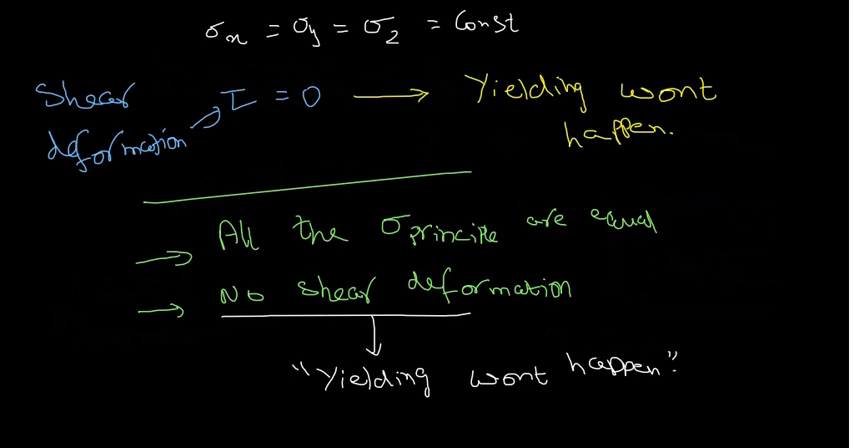 σx = σy = σz = Const
Shear deformation τ = 0 → Yielding wont happen.
→ All the σprinciple are equal
→ No shear deformation
"Yielding wont happen".